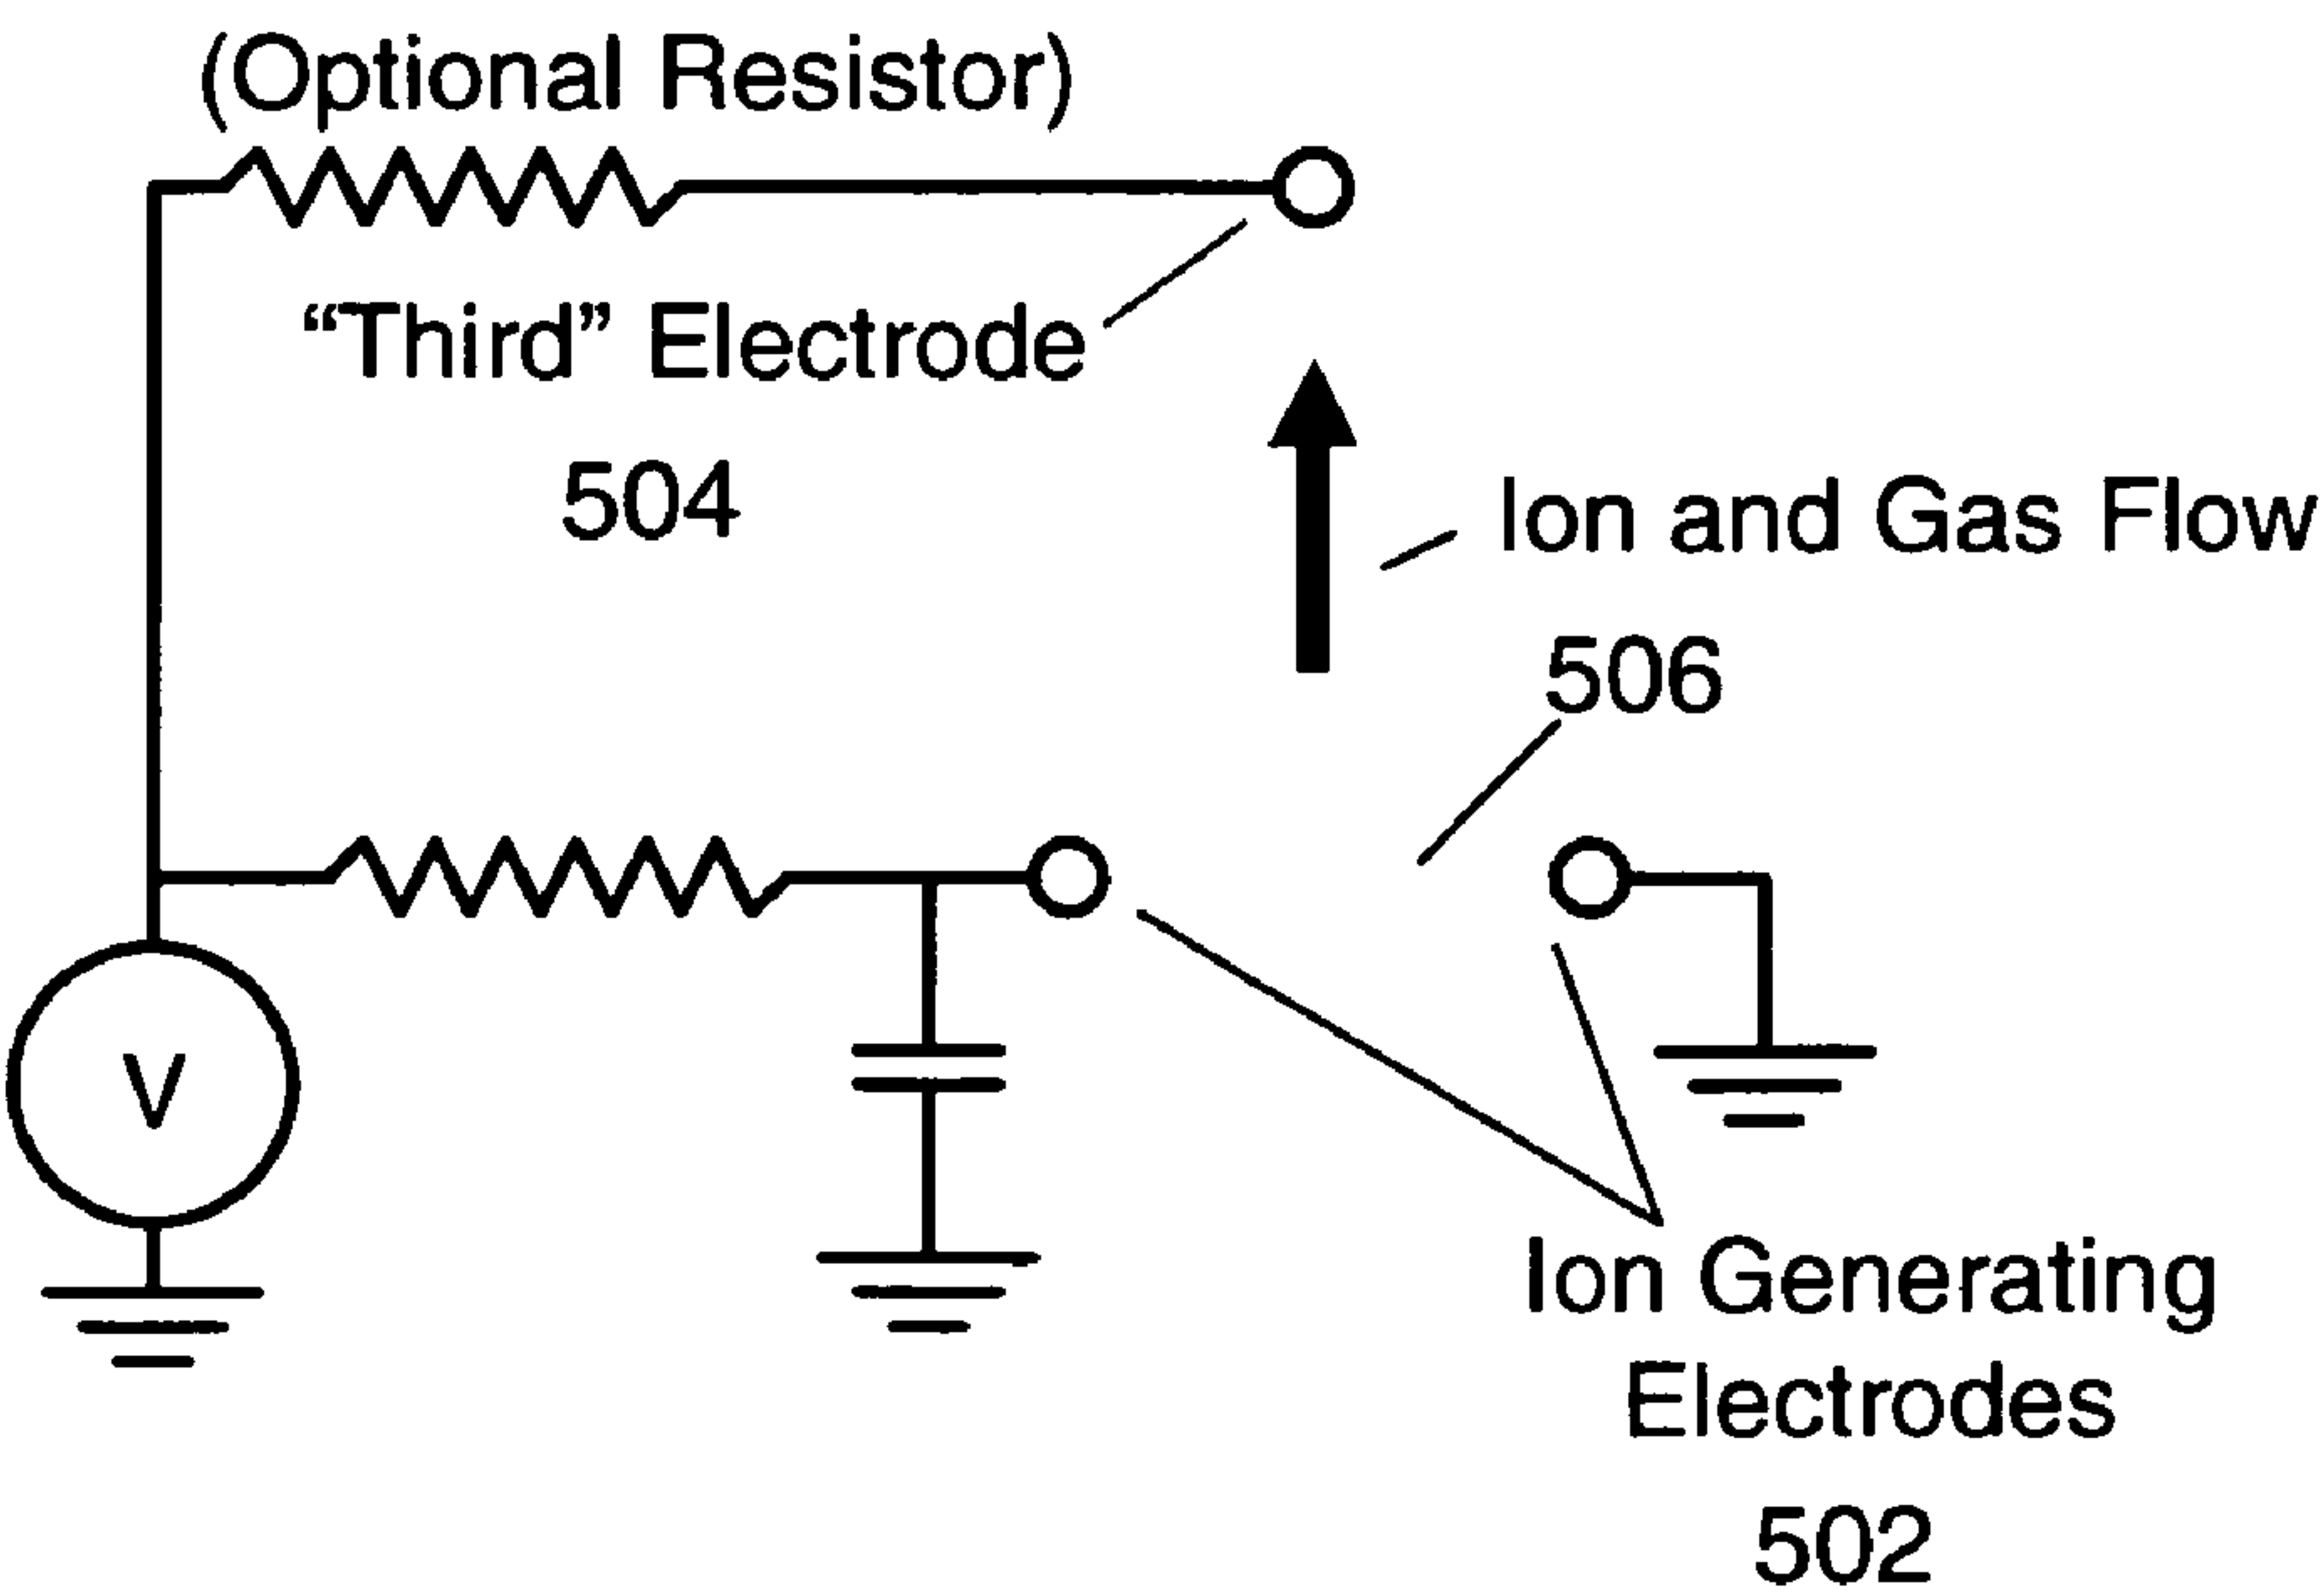 (Optional Resistor)
“Third” Electrode
504
Ion and Gas Flow
506
V
Ion Generating
Electrodes
502